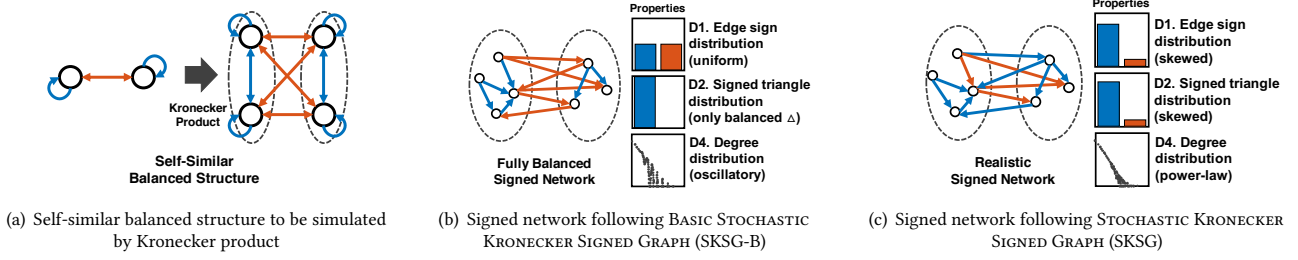 Kronecker
Product
Self-Similar
Balanced Structure
(a) Self-similar balanced structure to be simulated
by Kronecker product
Properties
D1. Edge sign
distribution
(uniform)
D2. Signed triangle
distribution
(only balanced △)
D4. Degree
distribution
(oscillatory)
Fully Balanced
Signed Network
(b) Signed network following Basic Stochastic
Kronecker Signed Graph (SKSG-B)
Properties
D1. Edge sign
distribution
(skewed)
D2. Signed triangle
distribution
(skewed)
D4. Degree
distribution
(power-law)
Realistic
Signed Network
(c) Signed network following Stochastic Kronecker
Signed Graph (SKSG)